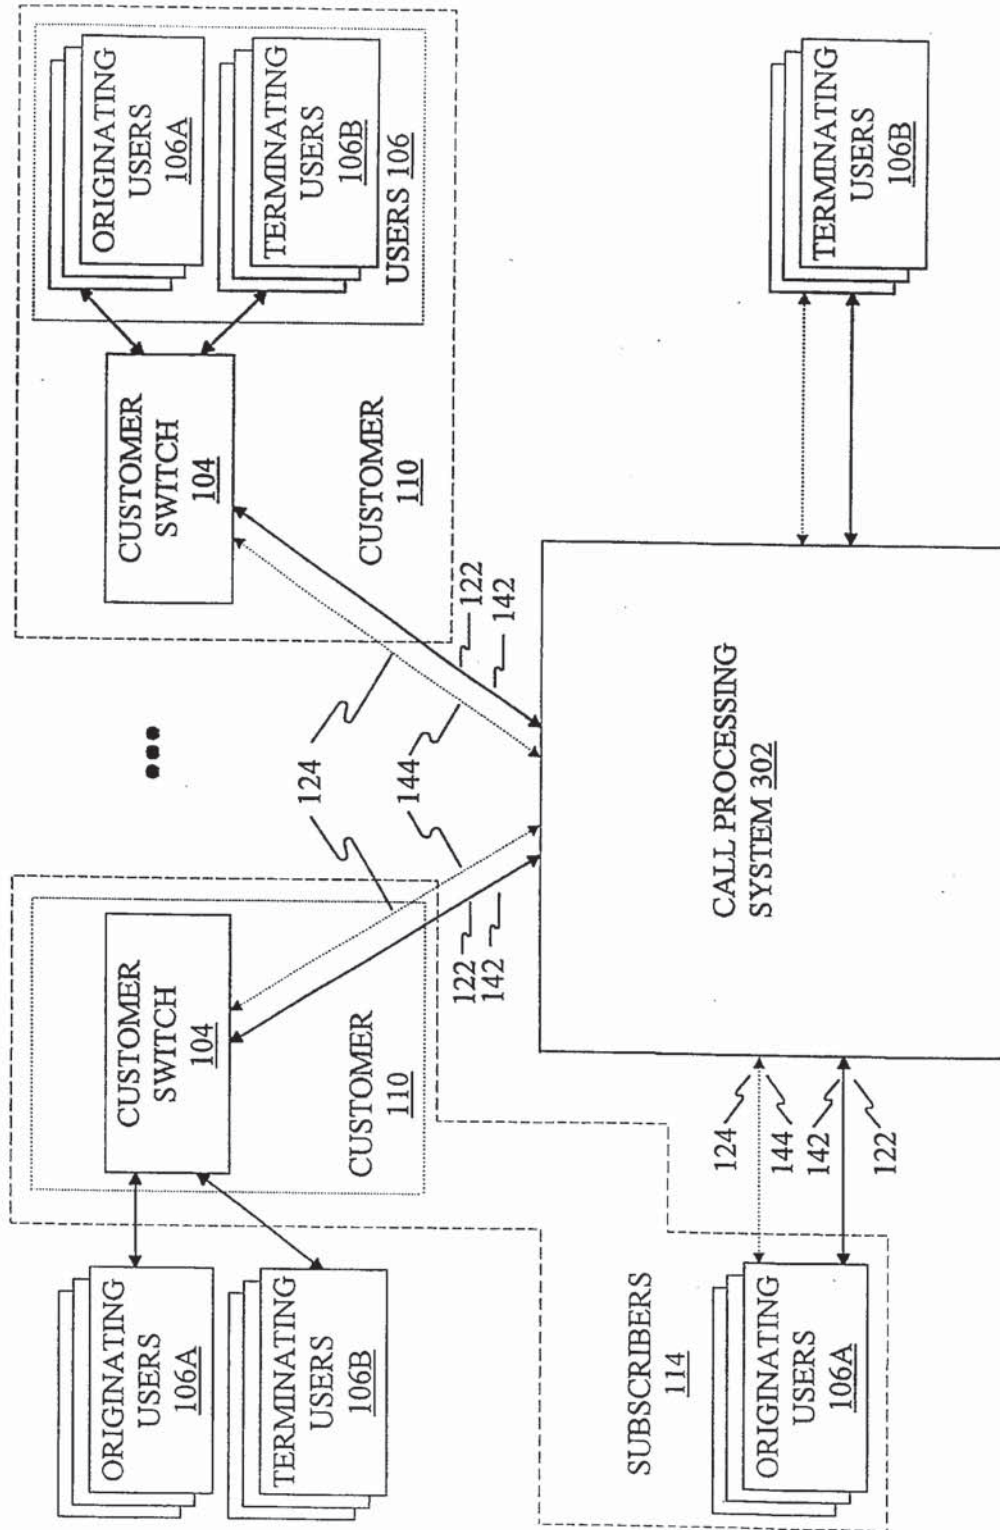 ORIGINATING
USERS
106A
TERMINATING
USERS
106B
CUSTOMER
SWITCH
104
CUSTOMER
110
124
144
122
142
122
142
CUSTOMER
SWITCH
104
CUSTOMER
110
ORIGINATING
USERS
106A
TERMINATING
USERS
106B
USERS 106
SUBSCRIBERS
114
ORIGINATING
USERS
106A
124
144
142
122
CALL PROCESSING
SYSTEM 302
TERMINATING
USERS
106B